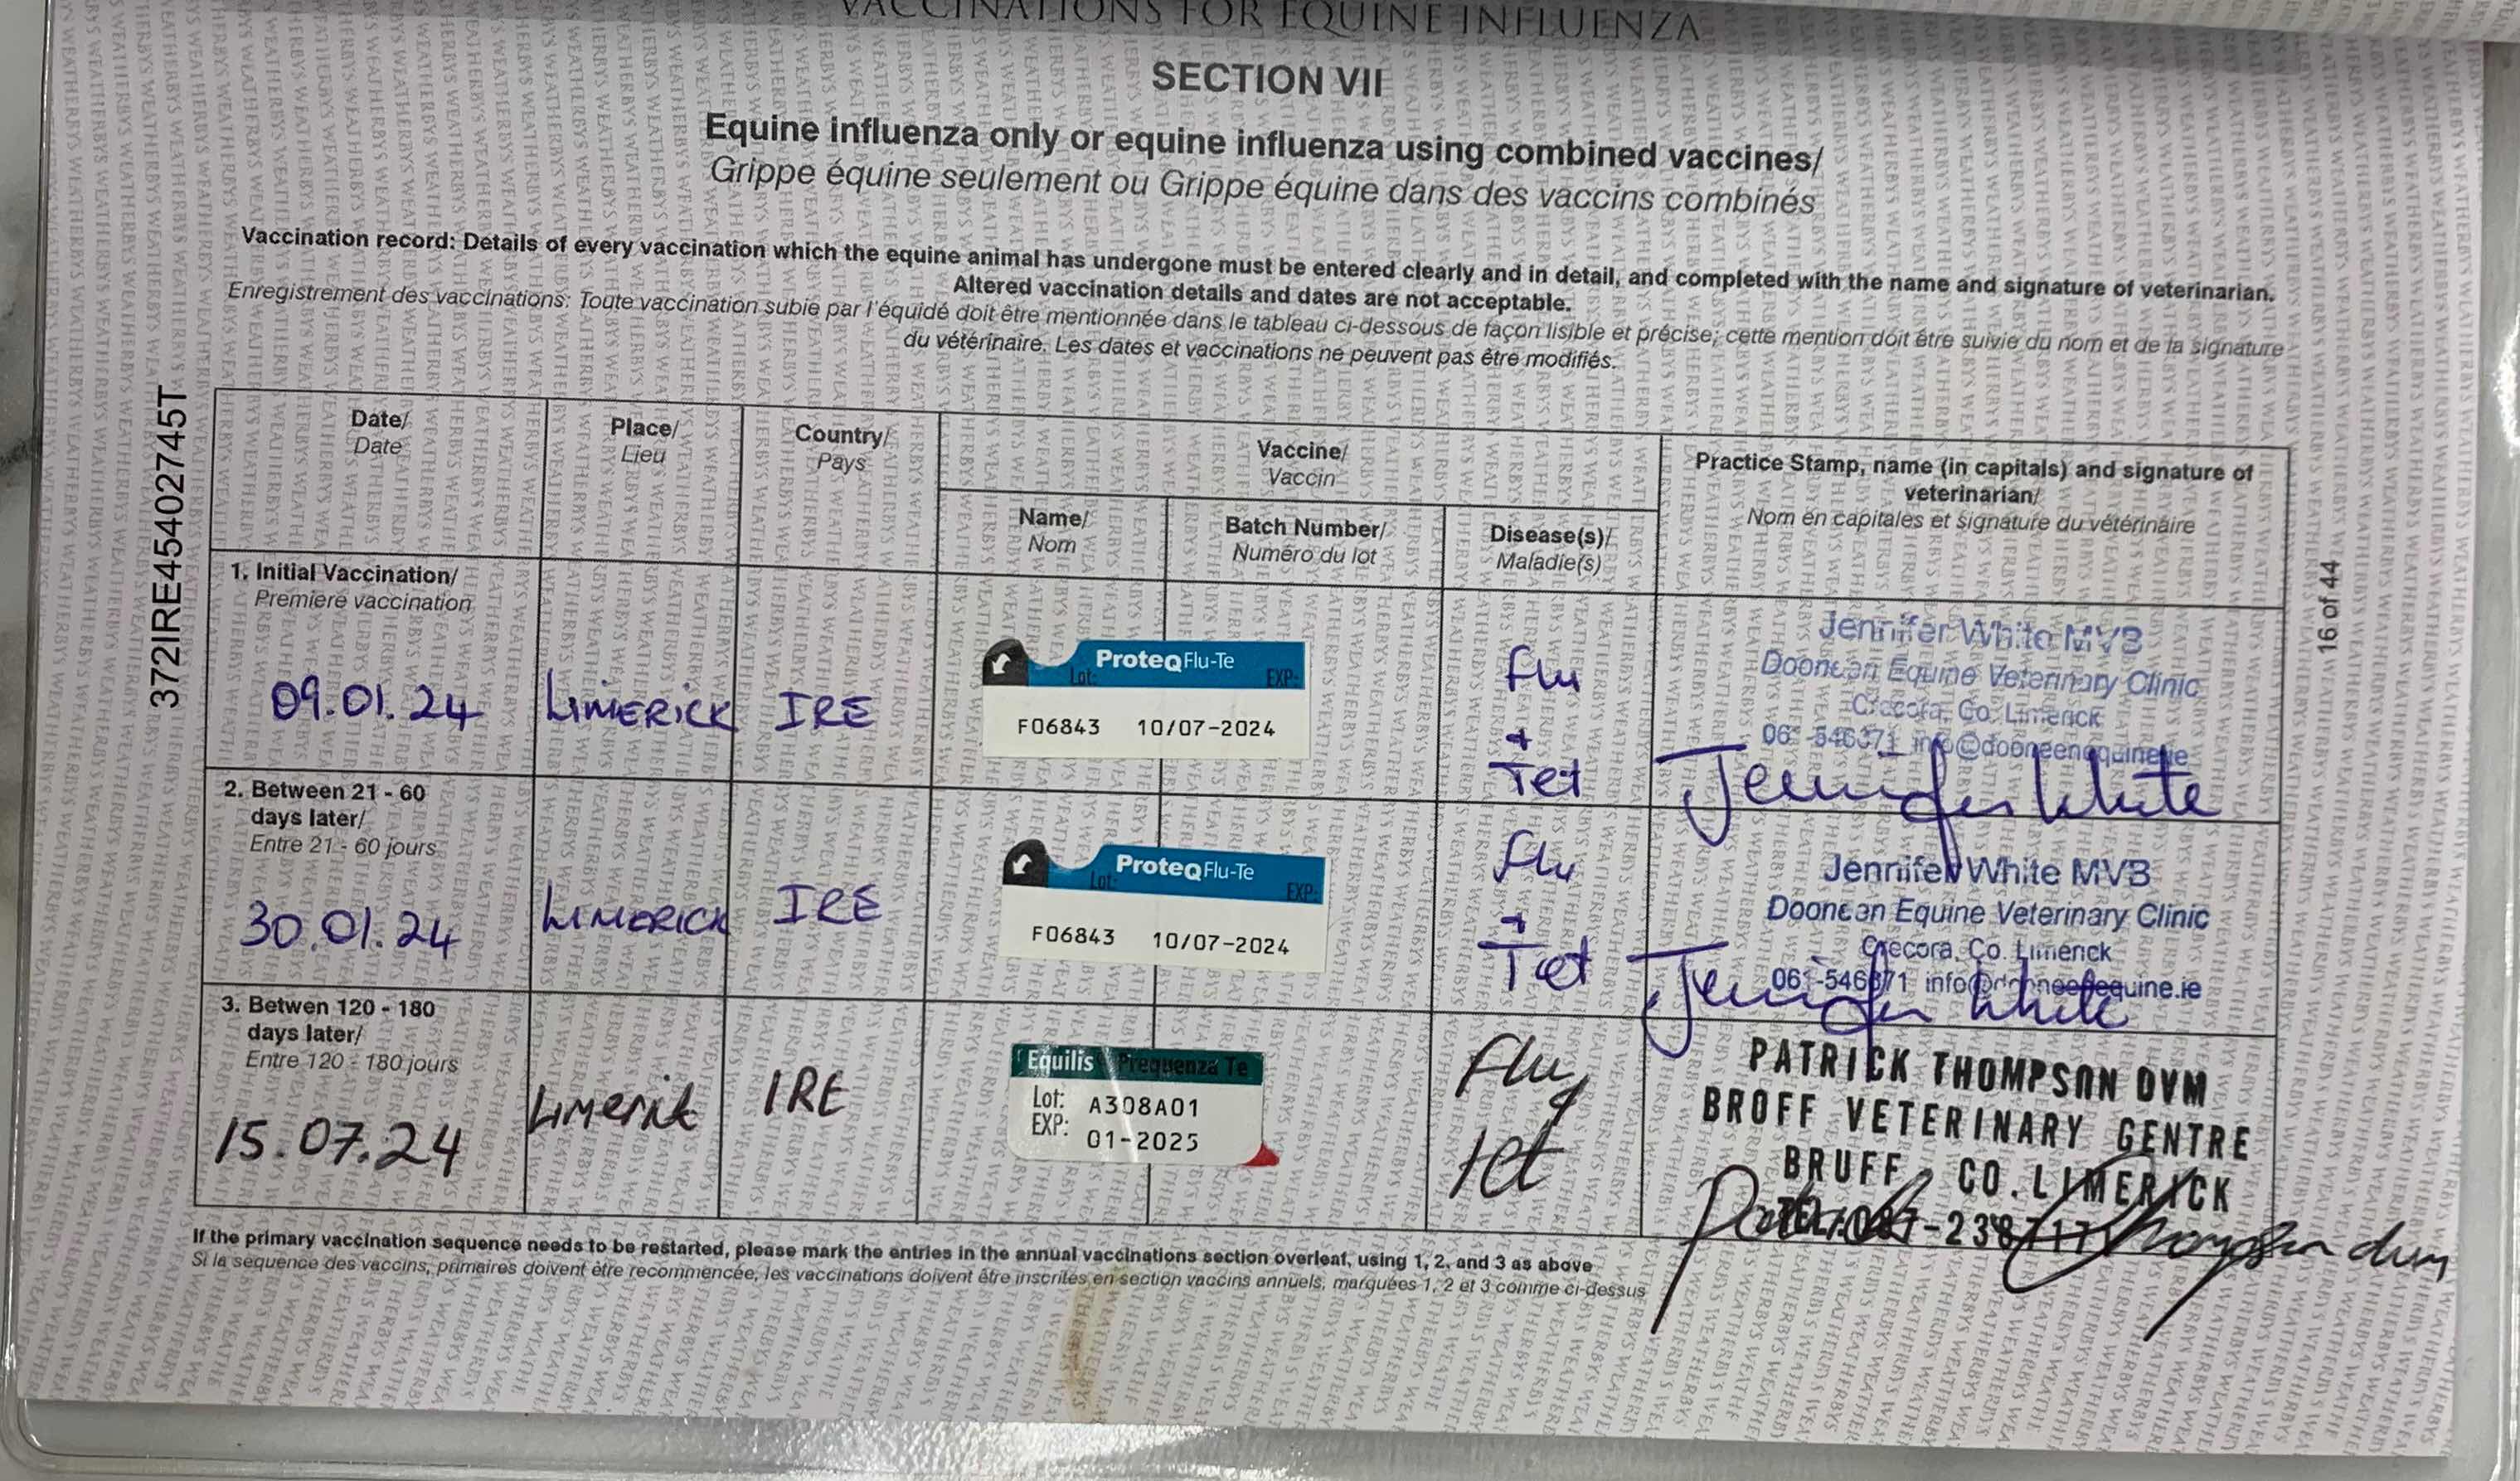 VACCINATIONS FOR EQUINE INFLUENZA
SECTION VII
Equine influenza only or equine influenza using combined vaccines/
Grippe équine seulement ou Grippe équine dans des vaccins combinés
Vaccination record: Details of every vaccination which the equine animal has undergone must be entered clearly and in detail, and completed with the name and signature of veterinarian.
Altered vaccination details and dates are not acceptable.
Enregistrement des vaccinations: Toute vaccination subie par l'équidé doit être mentionnée dans le tableau ci-dessous de façon lisible et précise; cette mention doit être suivie du nom et de la signature
du vétérinaire. Les dates et vaccinations ne peuvent pas être modifiés.
372IRE45402745T
16 of 44
Date/
Date
Place/
Lieu
Country/
Pays
Vaccine/
Vaccin
Name/
Nom
Batch Number/
Numéro du lot
Disease(s)/
Maladie(s)
Practice Stamp, name (in capitals) and signature of
veterinarian/
Nom en capitales et signature du vétérinaire
1. Initial Vaccination/
Premiere vaccination
09.01.24
LIMERICK
IRE
ProteqFlu-Te
Lot: EXP:
F06843 10/07-2024
Flu
+
Tet
Jennifer White MVB
Dooneen Equine Veterinary Clinic
Crecora, Co. Limerick
info@dooneenequine.ie
Jennifer White
2. Between 21 - 60
days later/
Entre 21 - 60 jours
30.01.24
LIMERICK
IRE
ProteqFlu-Te
Lot: EXP:
F06843 10/07-2024
Flu
+
Tet
Jennifer White MVB
Dooneen Equine Veterinary Clinic
Crecora, Co. Limerick
info@dooneenequine.ie
Jennifer White
3. Betwen 120 - 180
days later/
Entre 120 - 180 jours
15.07.24
Limerick
IRE
Equilis Prequenza Te
Lot: A308A01
EXP: 01-2025
Flu
tet
PATRICK THOMPSON DVM
BROFF VETERINARY CENTRE
BRUFF, CO. LIMERICK
Patrick Thompson dvm
If the primary vaccination sequence needs to be restarted, please mark the entries in the annual vaccinations section overleaf, using 1, 2, and 3 as above
Si la sequence des vaccins, primaires doivent être recommencée, les vaccinations doivent être inscrites en section vaccins annuels, marquées 1, 2 et 3 comme ci-dessus